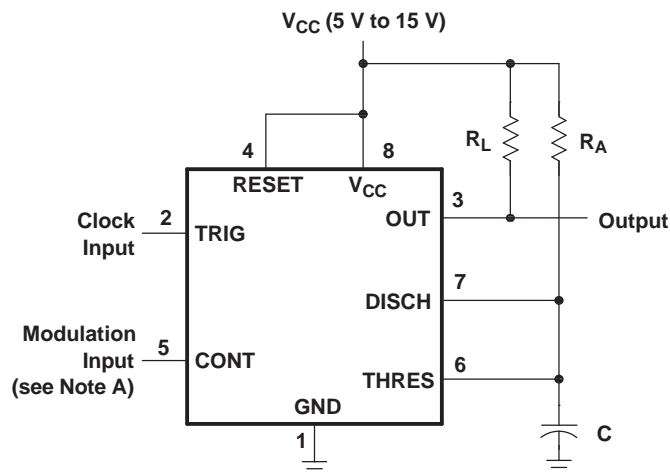 VCC (5 V to 15 V)
RL
RA
4
8
RESET
VCC
3
OUT
Output
Clock
Input
2
TRIG
7
DISCH
Modulation
Input
(see Note A)
5
CONT
6
THRES
GND
1
C